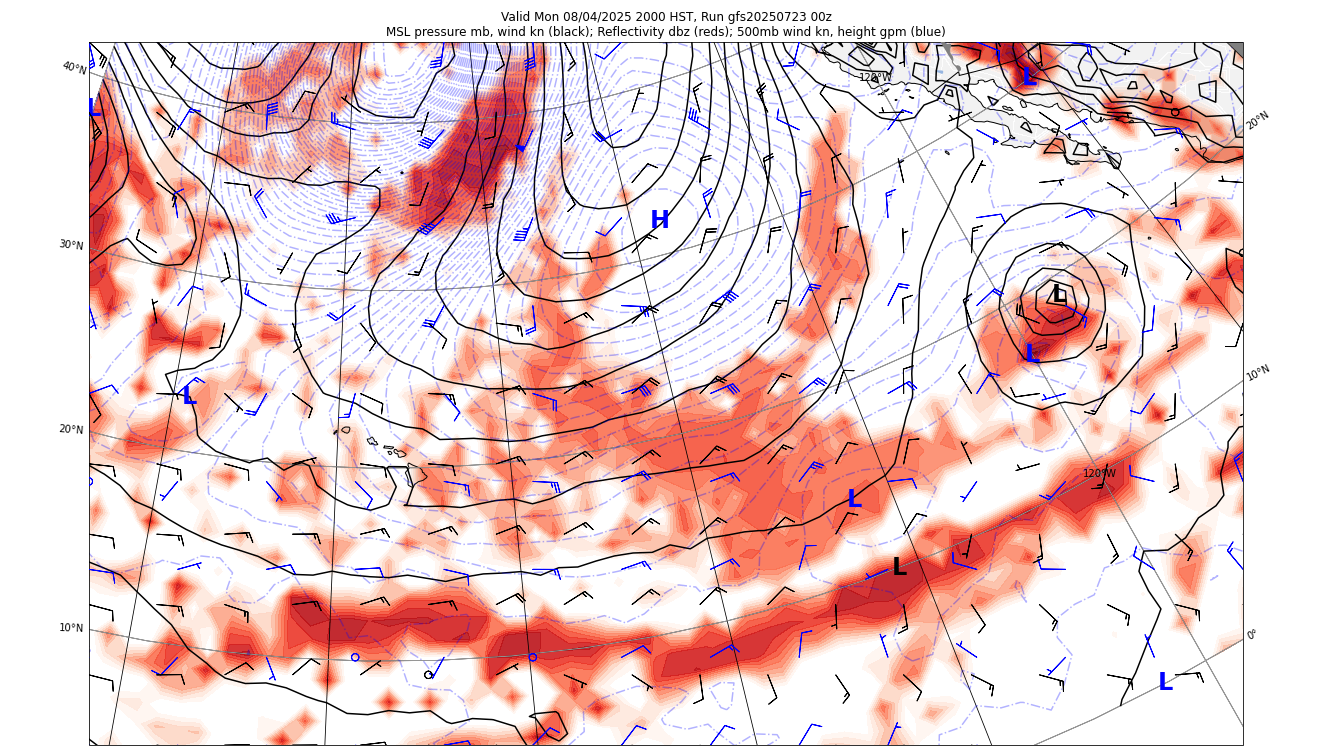 Valid Mon 08/04/2025 2000 HST, Run gfs20250723 00z
MSL pressure mb, wind kn (black); Reflectivity dbz (reds); 500mb wind kn, height gpm (blue)
40°N
120°W
L
L
20°N
30°N
H
L
L
10°N
L
20°N
120°W
L
L
10°N
0°
L